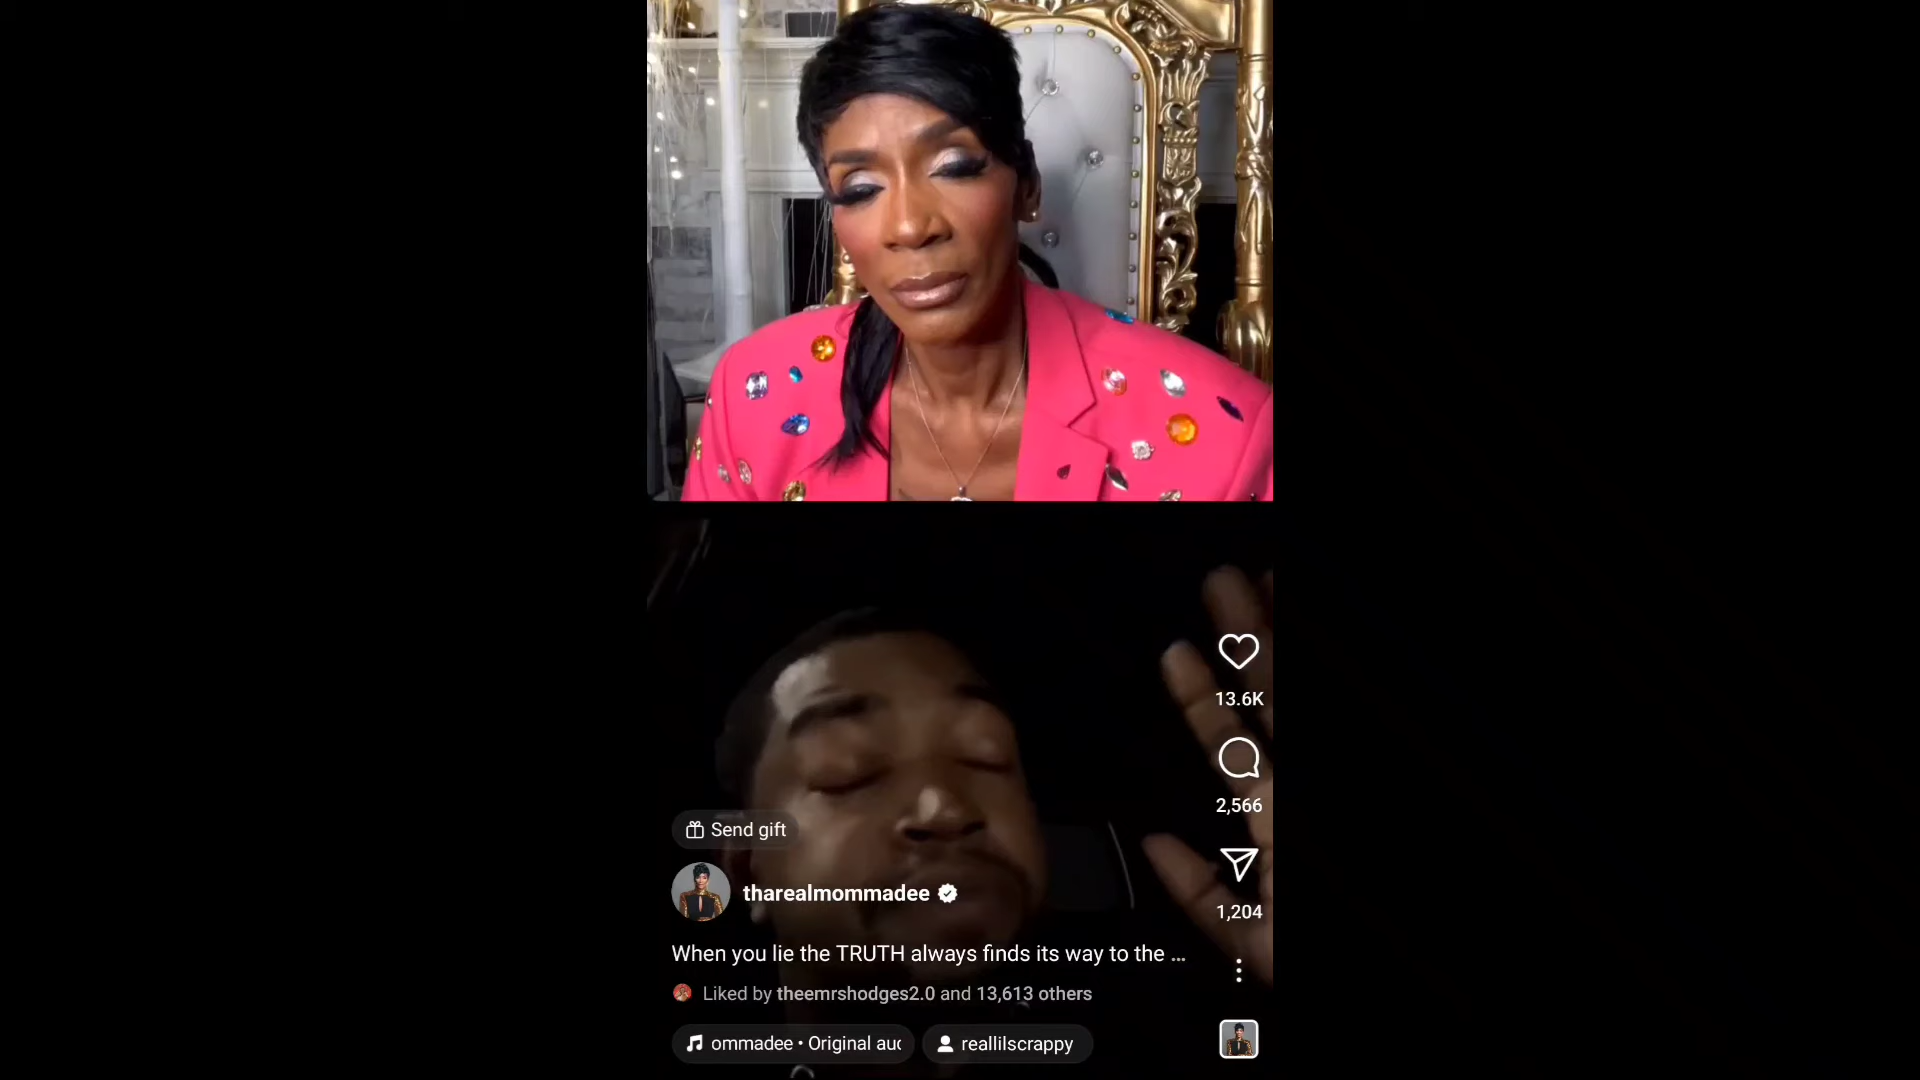 13.6K
2,566
Send gift
tharealmommadee
1,204
When you lie the TRUTH always finds its way to the ...
Liked by theemrshodges2.0 and 13,613 others
ommadee • Original au
reallilscrappy